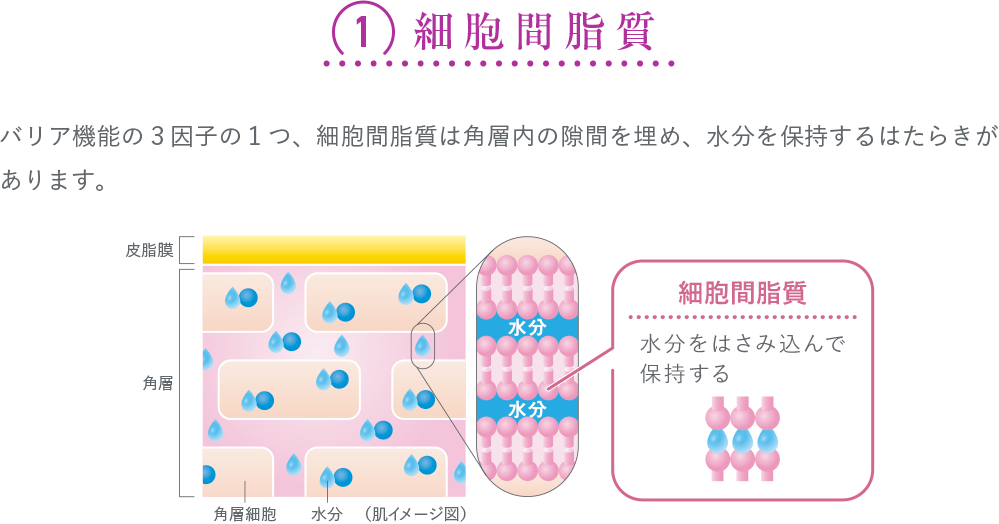 1 細胞間脂質
バリア機能の3因子の1つ、細胞間脂質は角層内の隙間を埋め、水分を保持するはたらきが
あります。
皮脂膜
角層
水分
水分
細胞間脂質
水分をはさみ込んで
保持する
角層細胞 水分 （肌イメージ図）